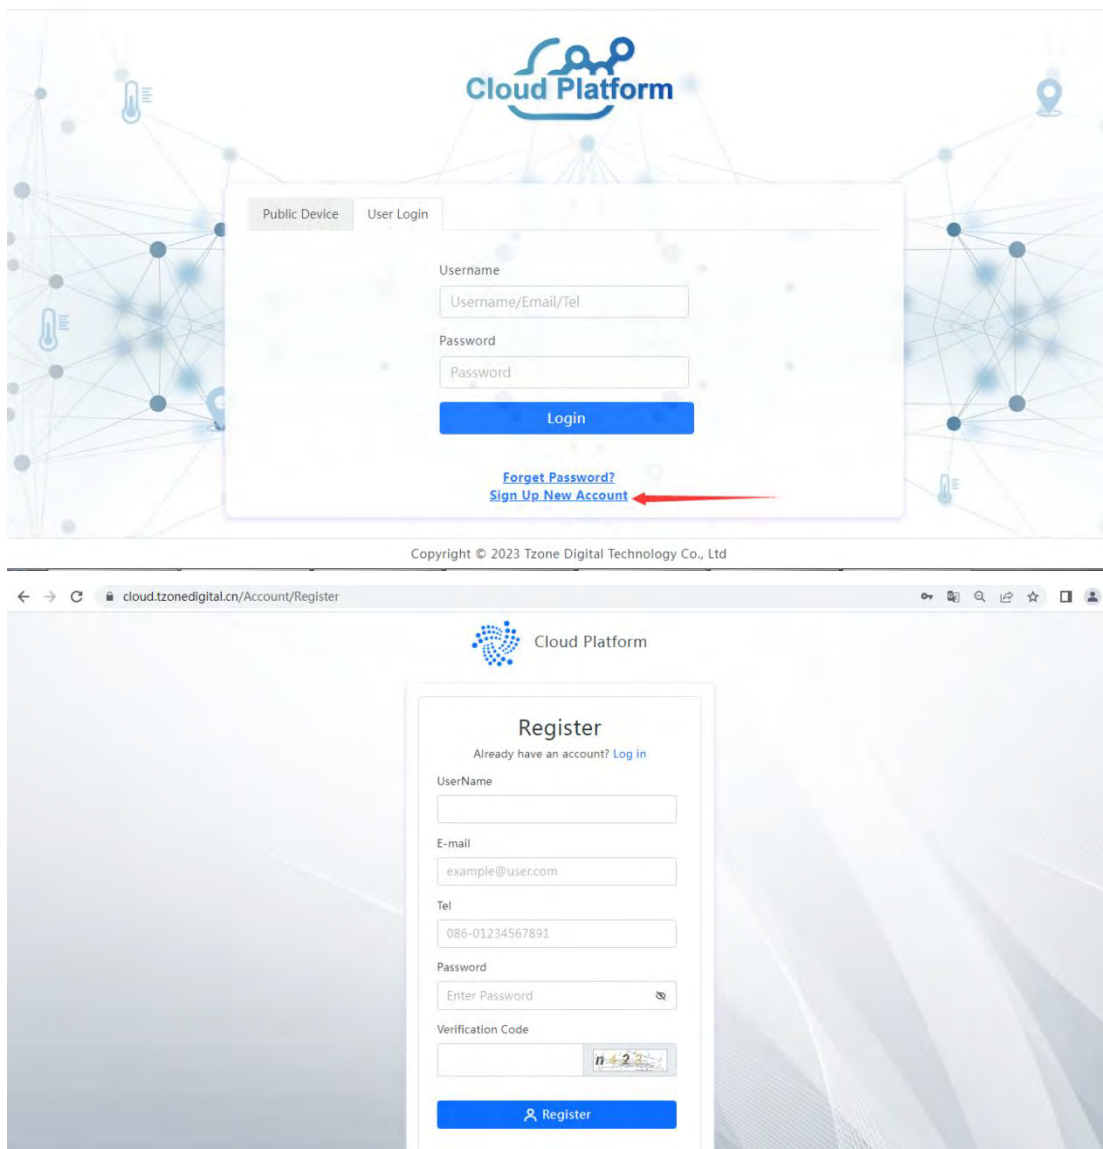 Cloud Platform
Public Device User Login
Username
Username/Email/Tel
Password
Password
Login
Forget Password?
Sign Up New Account
Copyright © 2023 Tzone Digital Technology Co., Ltd
cloud.tzonedigital.cn/Account/Register
Cloud Platform
Register
Already have an account? Log in
UserName
E-mail
example@user.com
Tel
086-01234567891
Password
Enter Password
Verification Code
Register